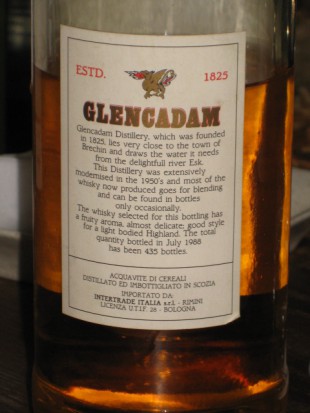 ESTD. 1825
GLENCADAM
Glencadam Distillery, which was founded
in 1825, lies very close to the town of
Brechin and draws the water it needs
from the delightfull river Esk.
This Distillery was extensively
modernised in the 1950's and most of the
whisky now produced goes for blending
and can be found in bottles
only occasionally.
The whisky selected for this bottling has
a fruity aroma, almost delicate; good style
for a light bodied Highland. The total
quantity bottled in July 1988
has been 435 bottles.
ACQUAVITE DI CEREALI
DISTILLATO ED IMBOTTIGLIATO IN SCOZIA
IMPORTATO DA:
INTERTRADE ITALIA s.r.l. - RIMINI
LICENZA U.T.I.F. 28 - BOLOGNA